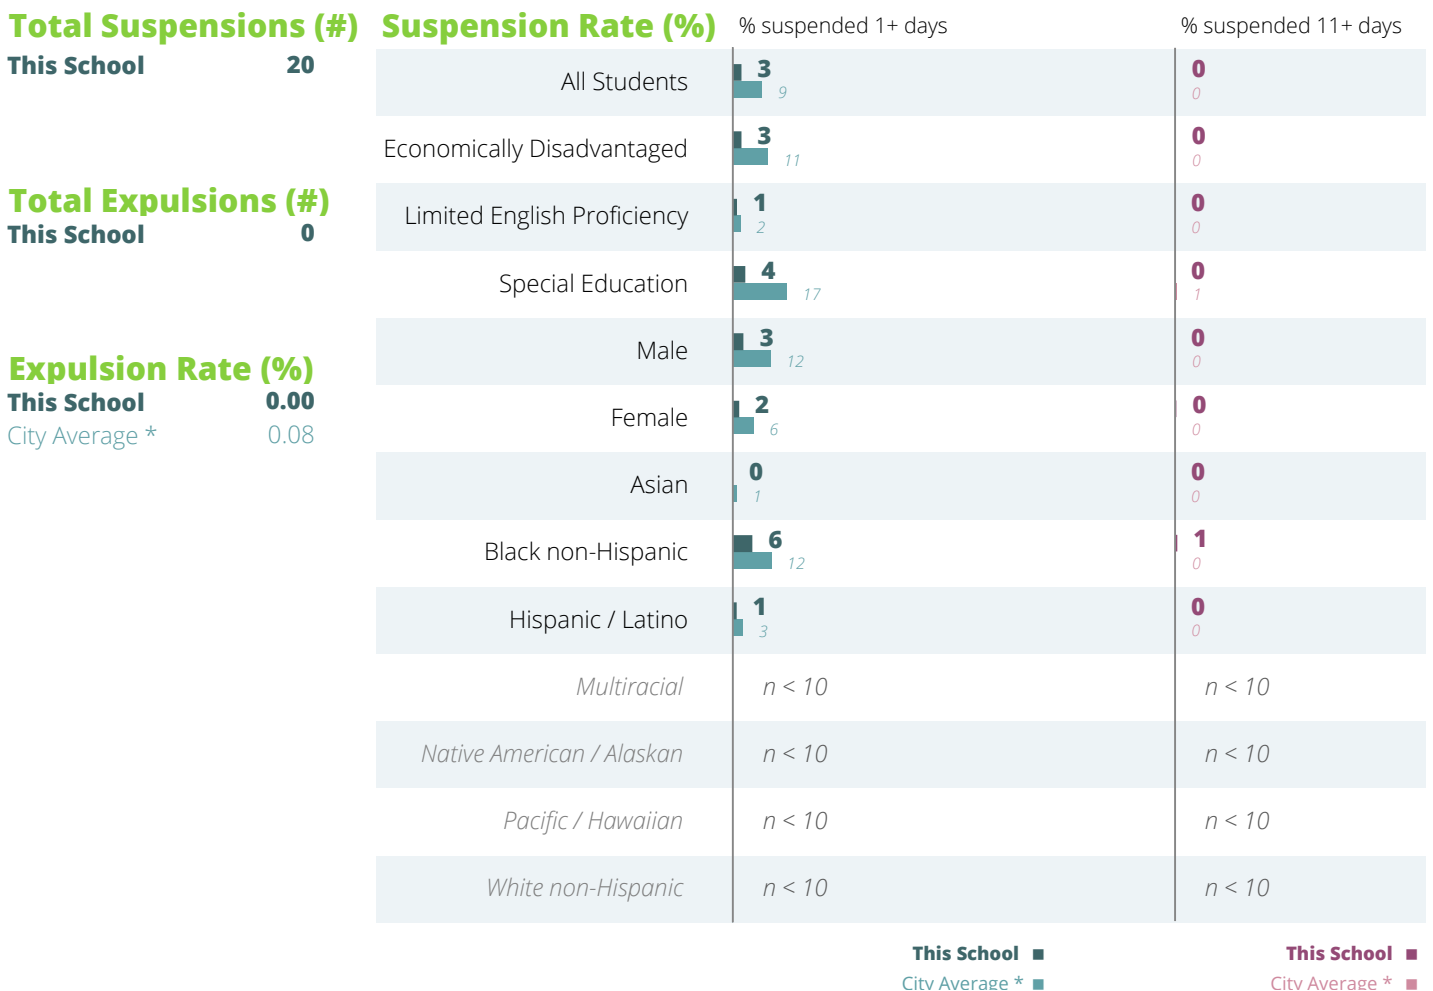 Total Suspensions (#)
This School 20
Total Expulsions (#)
This School 0
Expulsion Rate (%)
This School 0.00
City Average * 0.08
Suspension Rate (%) % suspended 1+ days % suspended 11+ days
All Students 3 0
9 0
Economically Disadvantaged 3 0
11 0
Limited English Proficiency 1 0
2 0
Special Education 4 0
17 1
Male 3 0
12 0
Female 2 0
6 0
Asian 0 0
1 0
Black non-Hispanic 6 1
12 0
Hispanic / Latino 1 0
3 0
Multiracial n < 10 n < 10
Native American / Alaskan n < 10 n < 10
Pacific / Hawaiian n < 10 n < 10
White non-Hispanic n < 10 n < 10
This School This School
City Average * City Average *